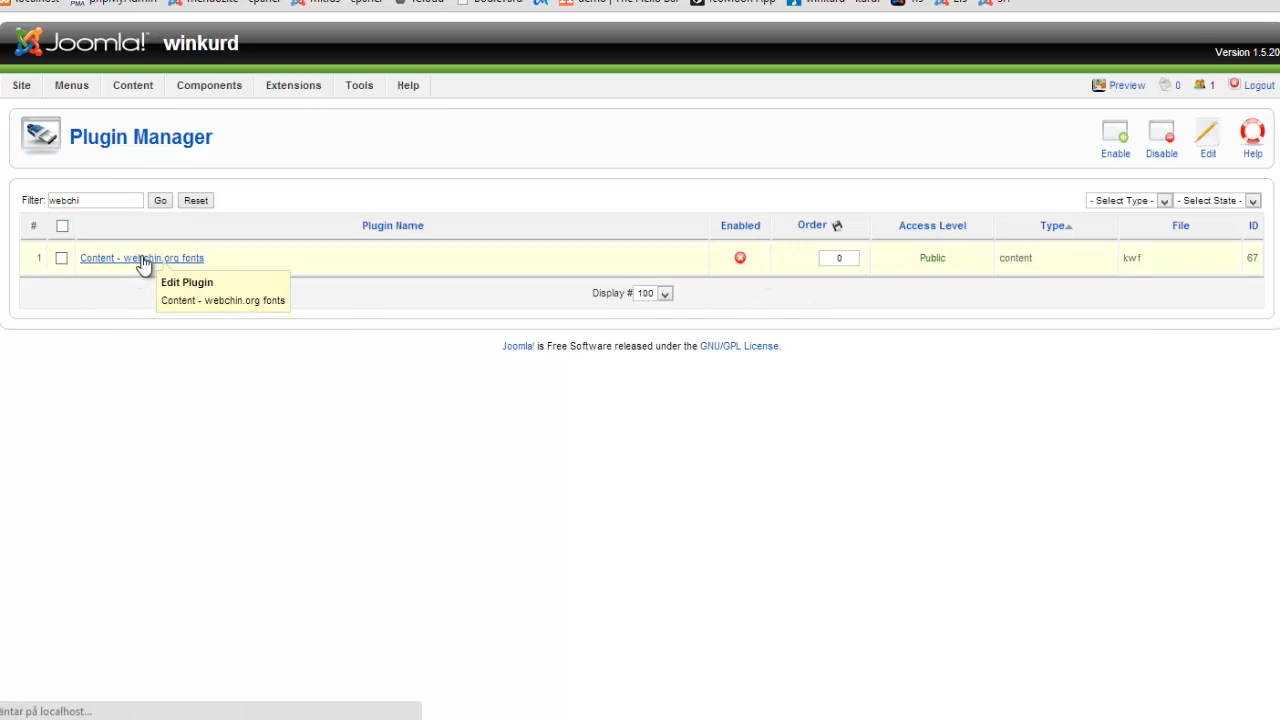 localhost phpMyAdmin
Joomla! winkurd
Version 1.5.20
Site Menus Content Components Extensions Tools Help Preview 0 1 Logout
Plugin Manager
Enable Disable Edit Help
Filter: webchi Go Reset - Select Type - - Select State -
# Plugin Name Enabled Order Access Level Type File ID
1 Content - webchin.org fonts 0 Public content kwf 67
Edit Plugin
Content - webchin.org fonts
Display # 100
Joomla! is Free Software released under the GNU/GPL License.
äntar på localhost...